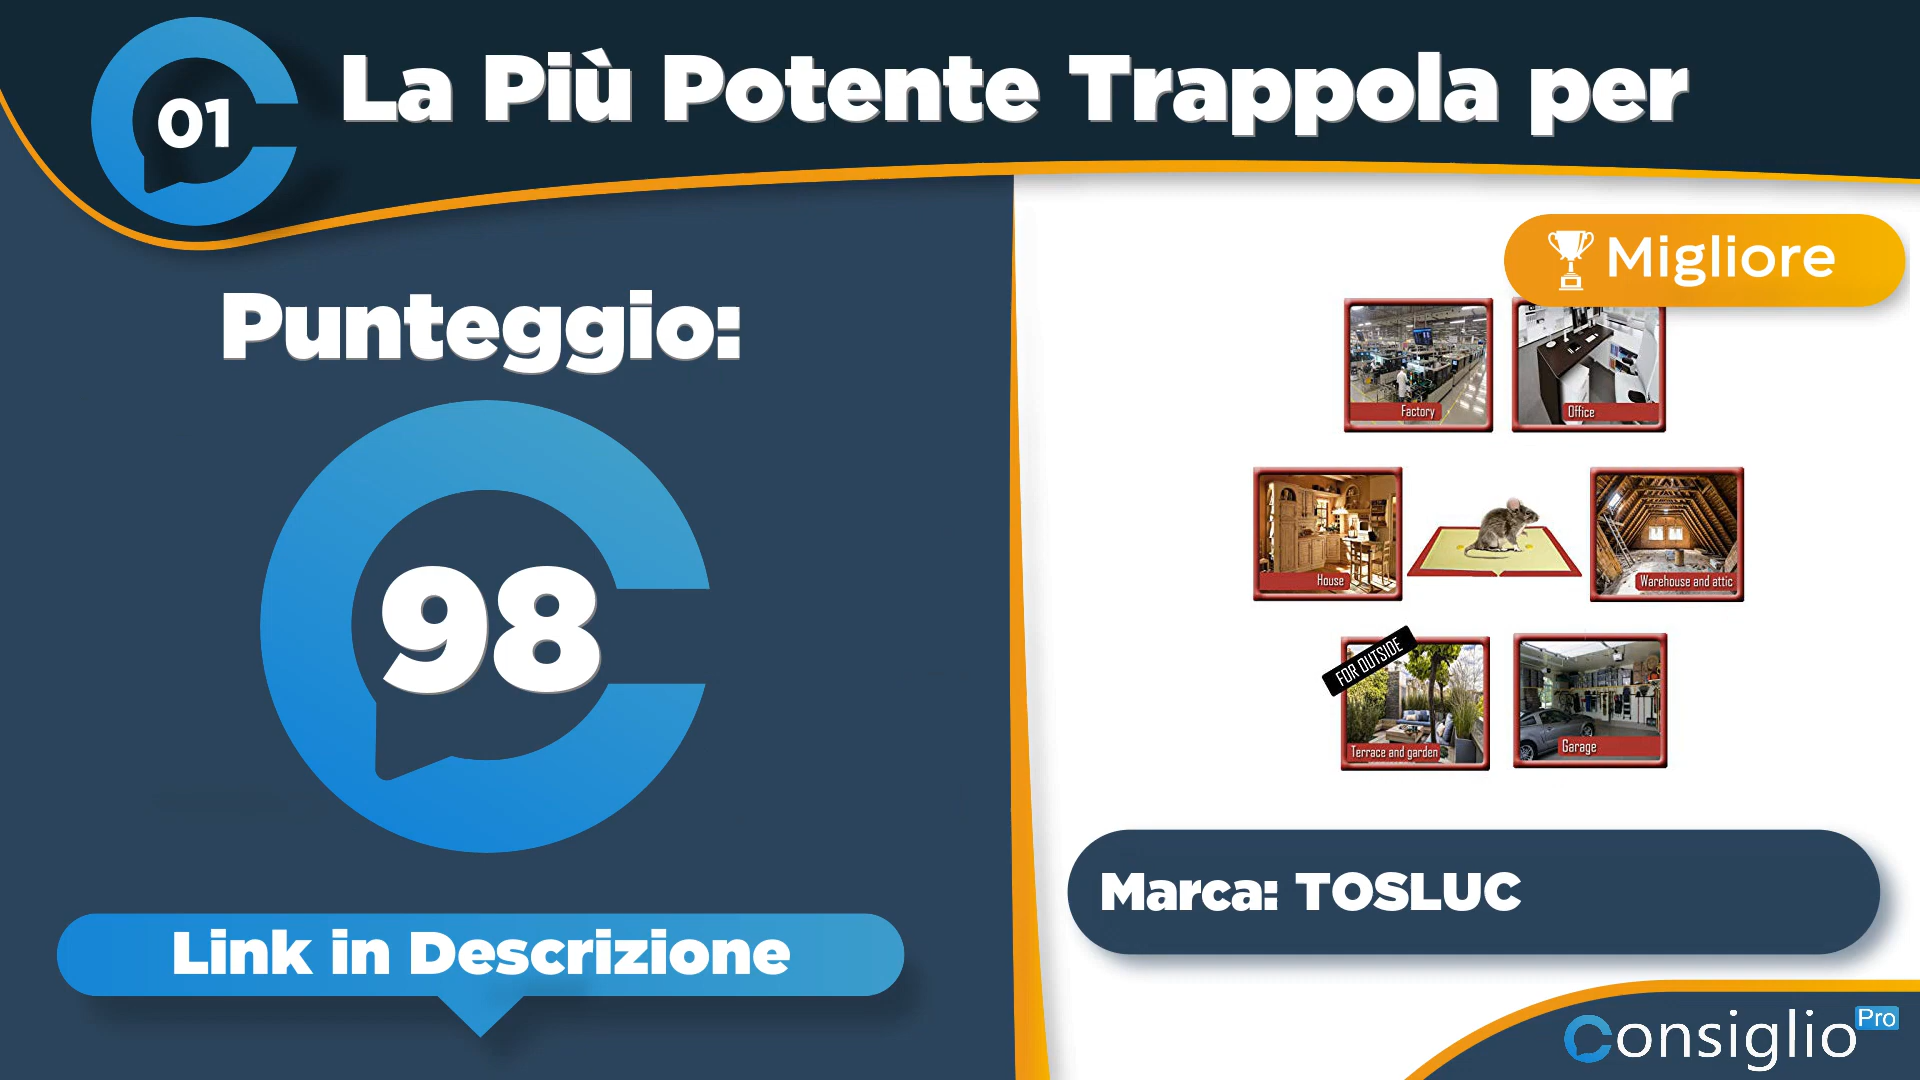 01
La Più Potente Trappola per
Punteggio:
98
Link in Descrizione
Migliore
Factory
Office
House
Warehouse and attic
FOR OUTSIDE
Terrace and garden
Garage
Marca: TOSLUC
Consiglio Pro